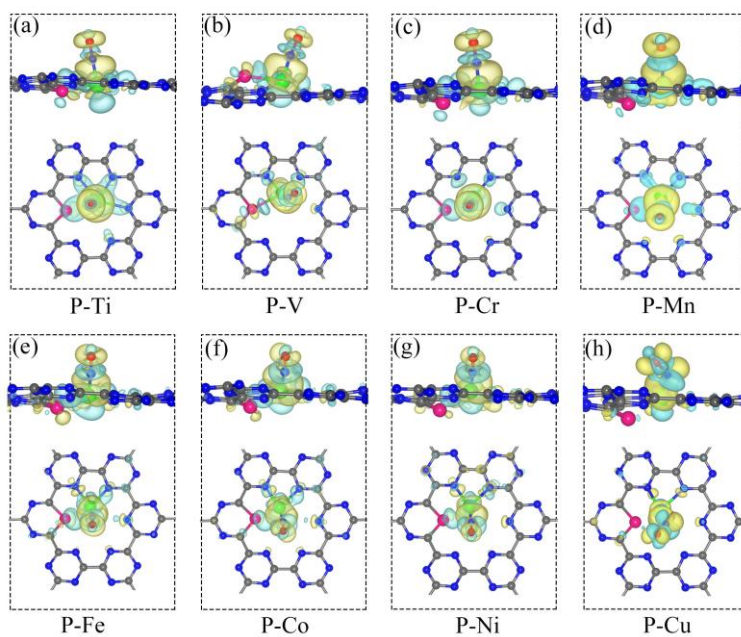 (a)
(b)
(c)
(d)
P-Ti
P-V
P-Cr
P-Mn
(e)
(f)
(g)
(h)
P-Fe
P-Co
P-Ni
P-Cu